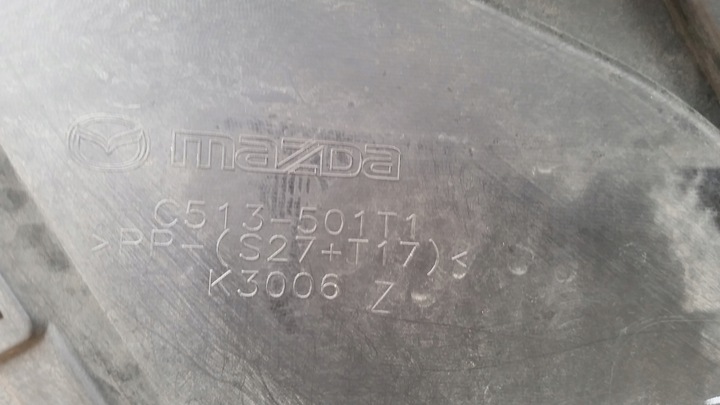 mazda
C513-501T1
>PP-(S27+T17)<
K3006 Z